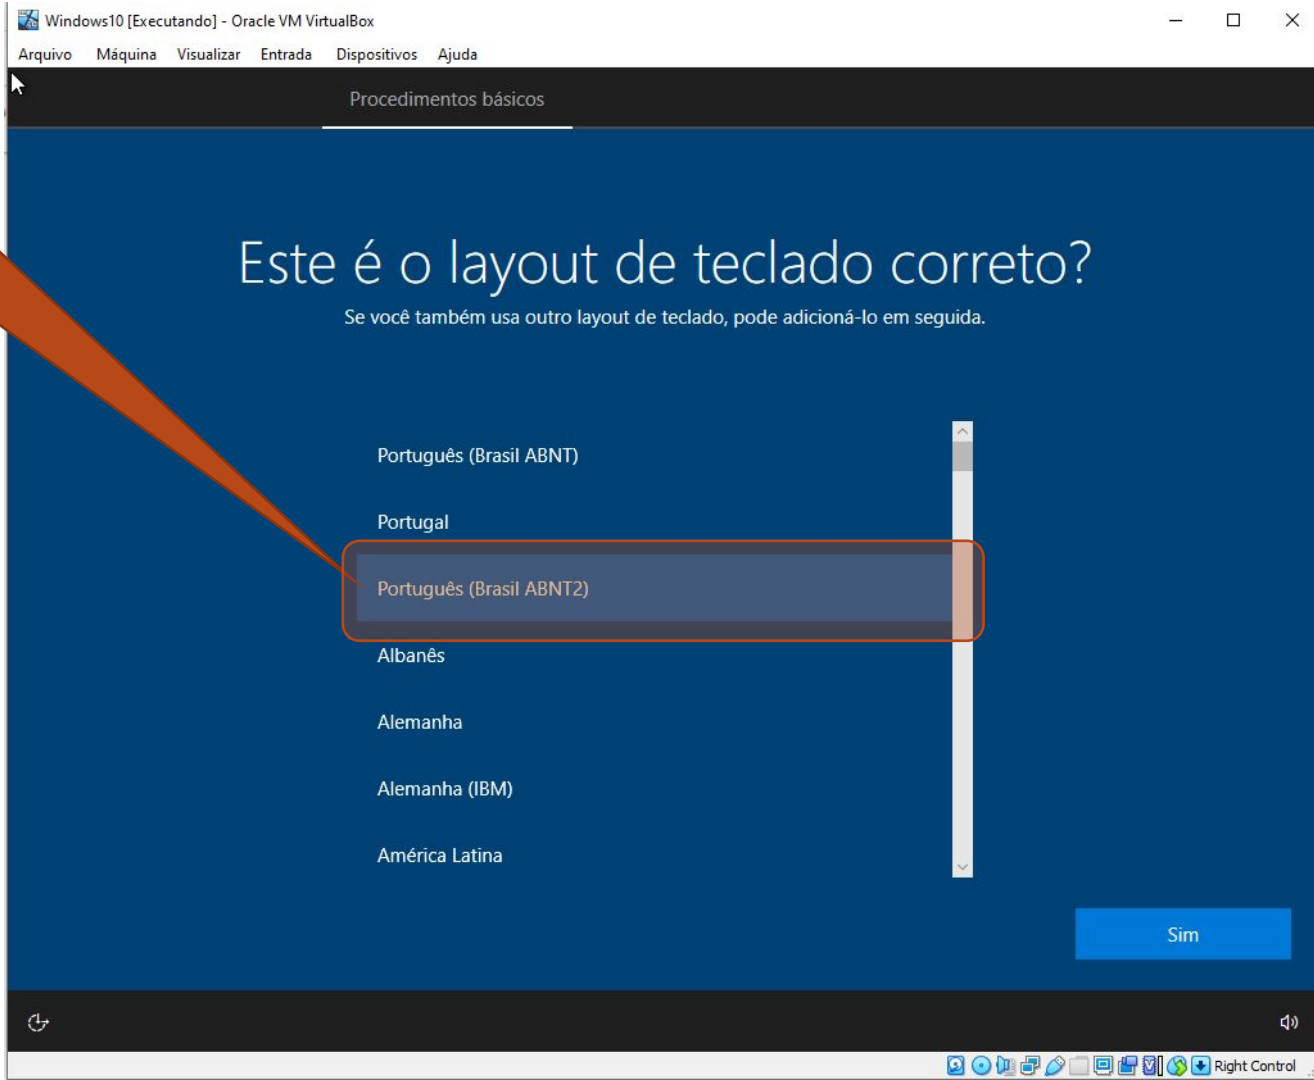 Windows10 [Executando] - Oracle VM VirtualBox
Arquivo Máquina Visualizar Entrada Dispositivos Ajuda
Procedimentos básicos
Este é o layout de teclado correto?
Se você também usa outro layout de teclado, pode adicioná-lo em seguida.
Português (Brasil ABNT)
Portugal
Português (Brasil ABNT2)
Albanês
Alemanha
Alemanha (IBM)
América Latina
Sim
Right Control